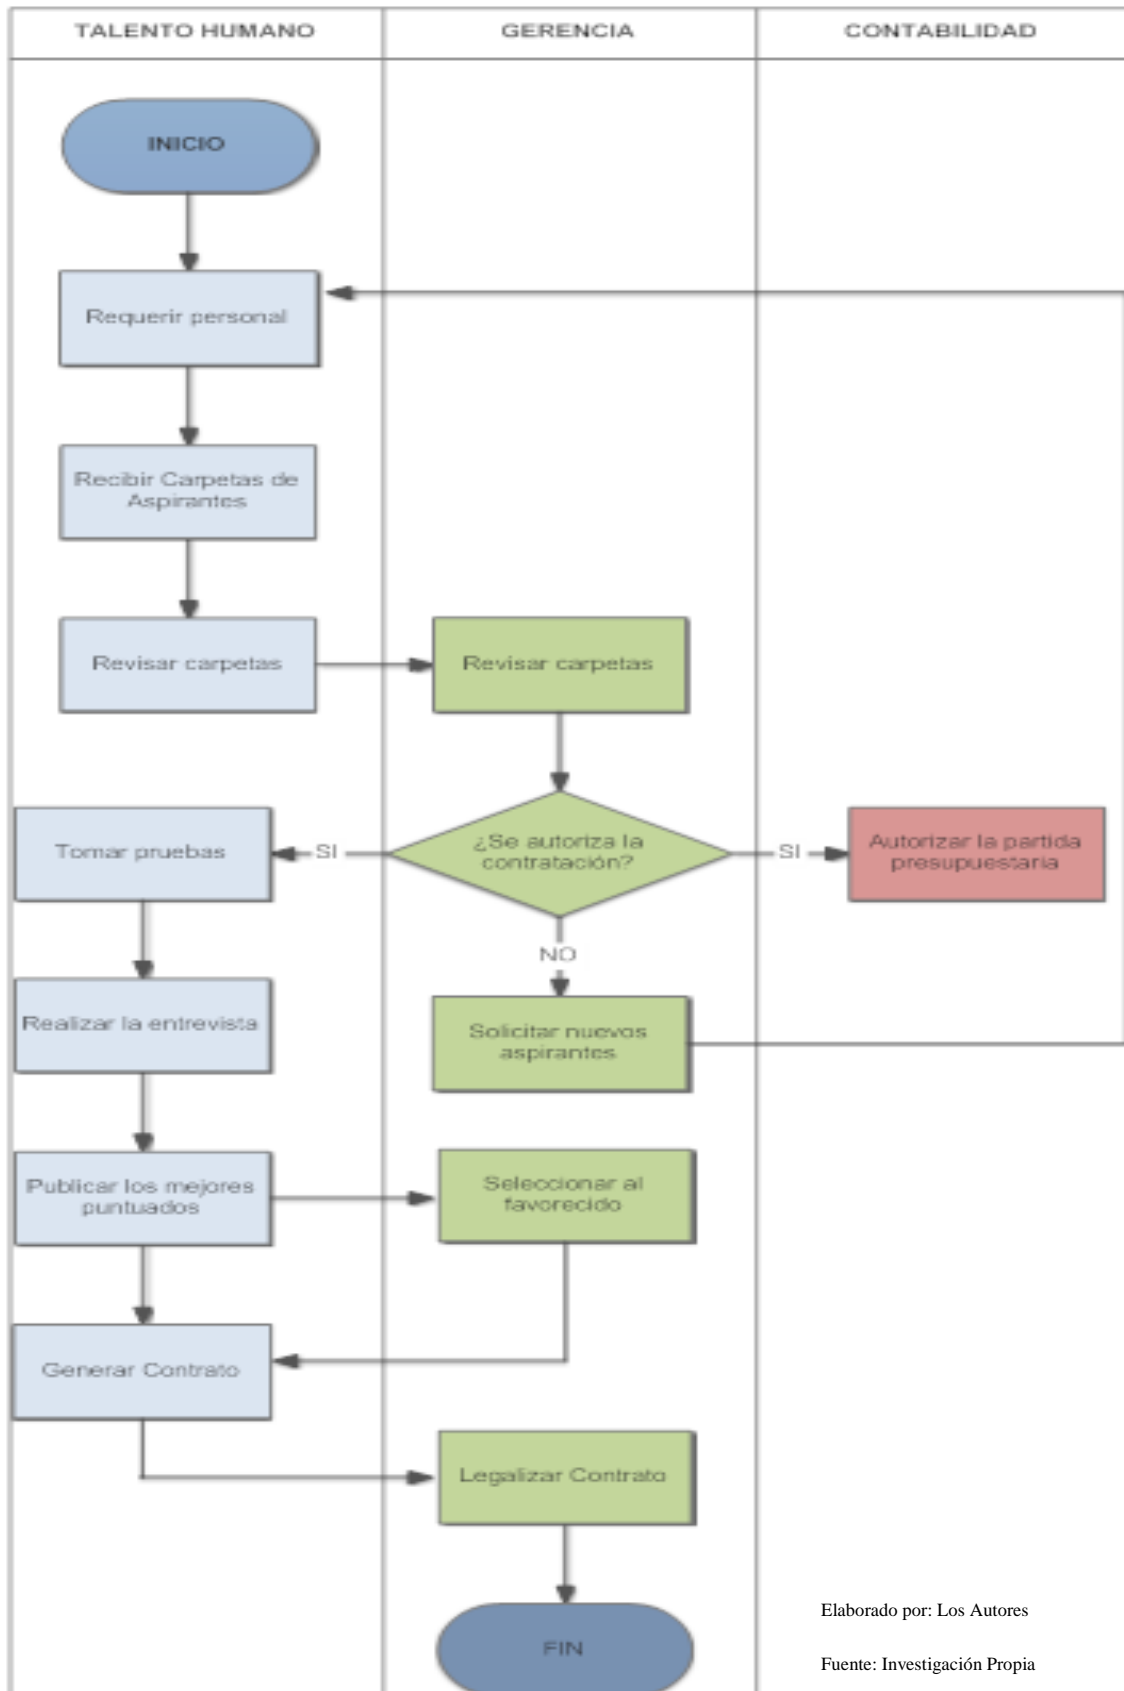 TALENTO HUMANO
GERENCIA
CONTABILIDAD
INICIO
Requerir personal
Recibir Carpetas de
Aspirantes
Revisar carpetas
Revisar carpetas
Tomar pruebas
SI
¿Se autoriza la
contratación?
SI
Autorizar la partida
presupuestaria
NO
Realizar la entrevista
Solicitar nuevos
aspirantes
Publicar los mejores
puntuados
Seleccionar al
favorecido
Generar Contrato
Legalizar Contrato
FIN
Elaborado por: Los Autores
Fuente: Investigación Propia